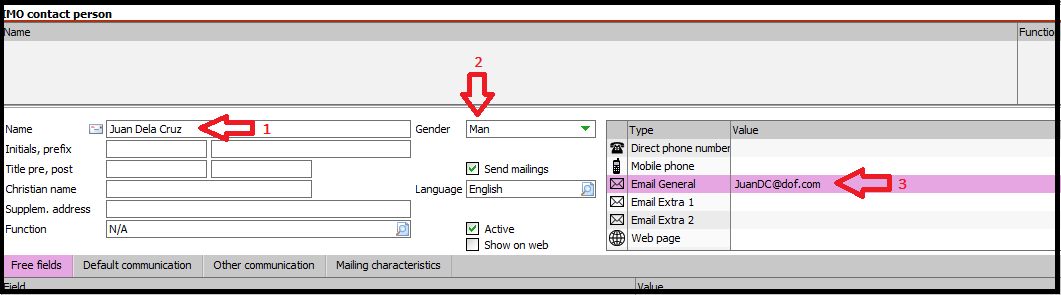 IMO contact person
Name Function
2
Name Juan Dela Cruz 1 Gender Man
Type Value
Initials, prefix
Direct phone number
Title pre, post Send mailings
Mobile phone
Christian name Language English
Email General JuanDC@dof.com 3
Supplem. address
Email Extra 1
Function N/A Active
Email Extra 2
Show on web
Web page
Free fields Default communication Other communication Mailing characteristics
Field Value